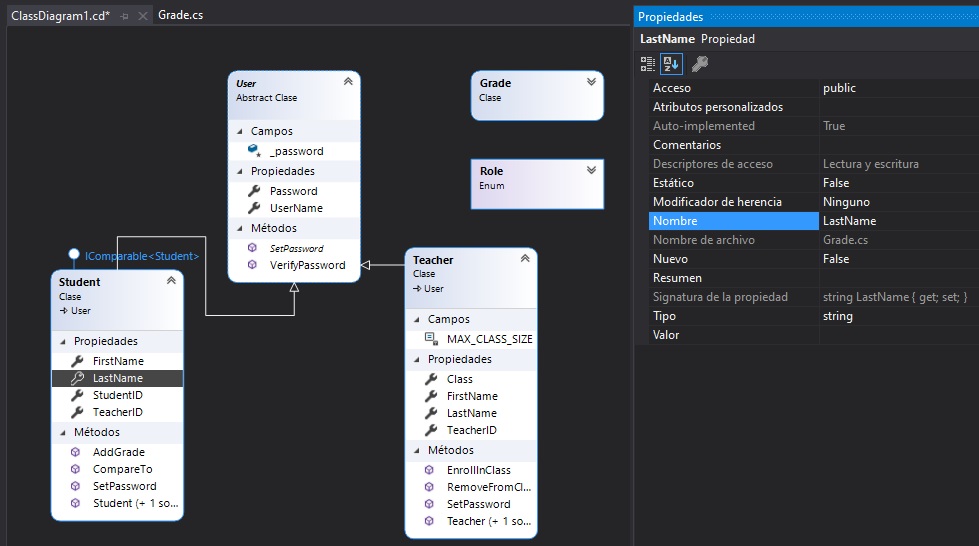 ClassDiagram1.cd*
Grade.cs
Propiedades
LastName Propiedad
User
Abstract Clase
Campos
_password
Propiedades
Password
UserName
Métodos
SetPassword
VerifyPassword
Grade
Clase
Role
Enum
IComparable<Student>
Student
Clase
User
Propiedades
FirstName
LastName
StudentID
TeacherID
Métodos
AddGrade
CompareTo
SetPassword
Student (+ 1 so...
Teacher
Clase
User
Campos
MAX_CLASS_SIZE
Propiedades
Class
FirstName
LastName
TeacherID
Métodos
EnrollInClass
RemoveFromCl...
SetPassword
Teacher (+ 1 so...
Acceso public
Atributos personalizados
Auto-implemented True
Comentarios
Descriptores de acceso Lectura y escritura
Estático False
Modificador de herencia Ninguno
Nombre LastName
Nombre de archivo Grade.cs
Nuevo False
Resumen
Signatura de la propiedad string LastName { get; set; }
Tipo string
Valor